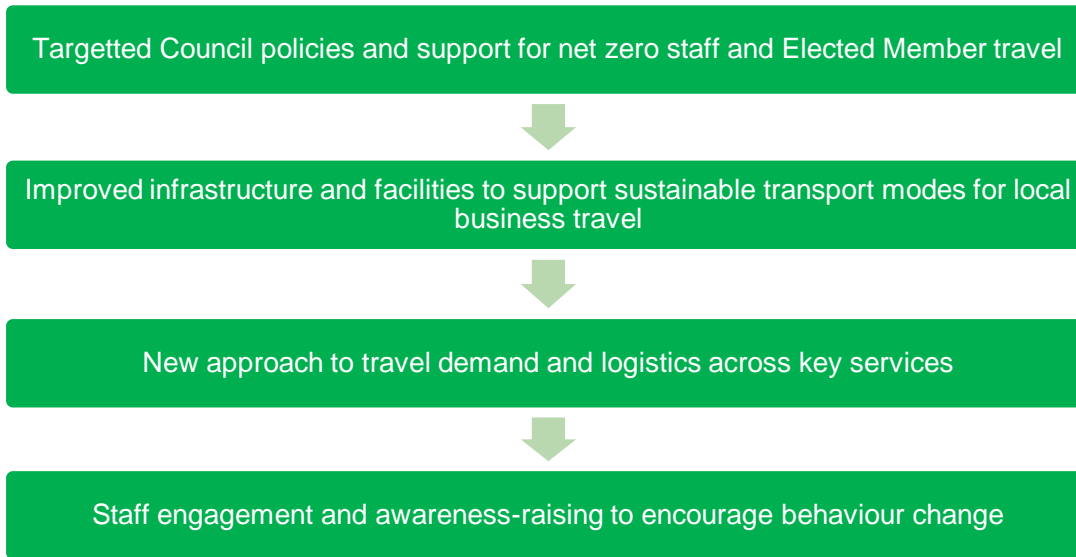 Targetted Council policies and support for net zero staff and Elected Member travel
Improved infrastructure and facilities to support sustainable transport modes for local
business travel
New approach to travel demand and logistics across key services
Staff engagement and awareness-raising to encourage behaviour change